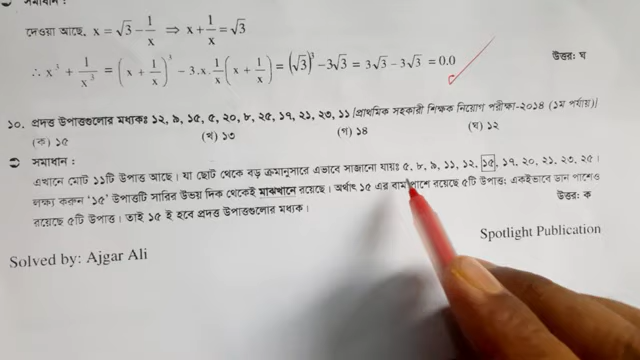 সমাধান :
দেওয়া আছে, x = √3 − 1/x ⇒ x + 1/x = √3
∴ x³ + 1/x³ = (x + 1/x)³ − 3.x.1/x(x + 1/x) = (√3)³ − 3√3 = 3√3 − 3√3 = 0.0 উত্তর: ঘ
১০. প্রদত্ত উপাত্তগুলোর মধ্যকঃ ১২, ৯, ১৫, ৫, ২০, ৮, ২৫, ১৭, ২১, ২৩, ১১ [প্রাথমিক সহকারী শিক্ষক নিয়োগ পরীক্ষা-২০১৪ (১ম পর্যায়)]
(ক) ১৫ (খ) ১৩ (গ) ১৪ (ঘ) ১২
সমাধান :
এখানে মোট ১১টি উপাত্ত আছে। যা ছোট থেকে বড় ক্রমানুসারে এভাবে সাজানো যায়ঃ ৫, ৮, ৯, ১১, ১২, ১৫, ১৭, ২০, ২১, ২৩, ২৫।
লক্ষ্য করুন '১৫' উপাত্তটি সারির উভয় দিক থেকেই মাঝখানে রয়েছে। অর্থাৎ ১৫ এর বামপাশে রয়েছে ৫টি উপাত্ত; একইভাবে ডান পাশেও
রয়েছে ৫টি উপাত্ত। তাই ১৫ ই হবে প্রদত্ত উপাত্তগুলোর মধ্যক। উত্তর: ক
Spotlight Publication
Solved by: Ajgar Ali